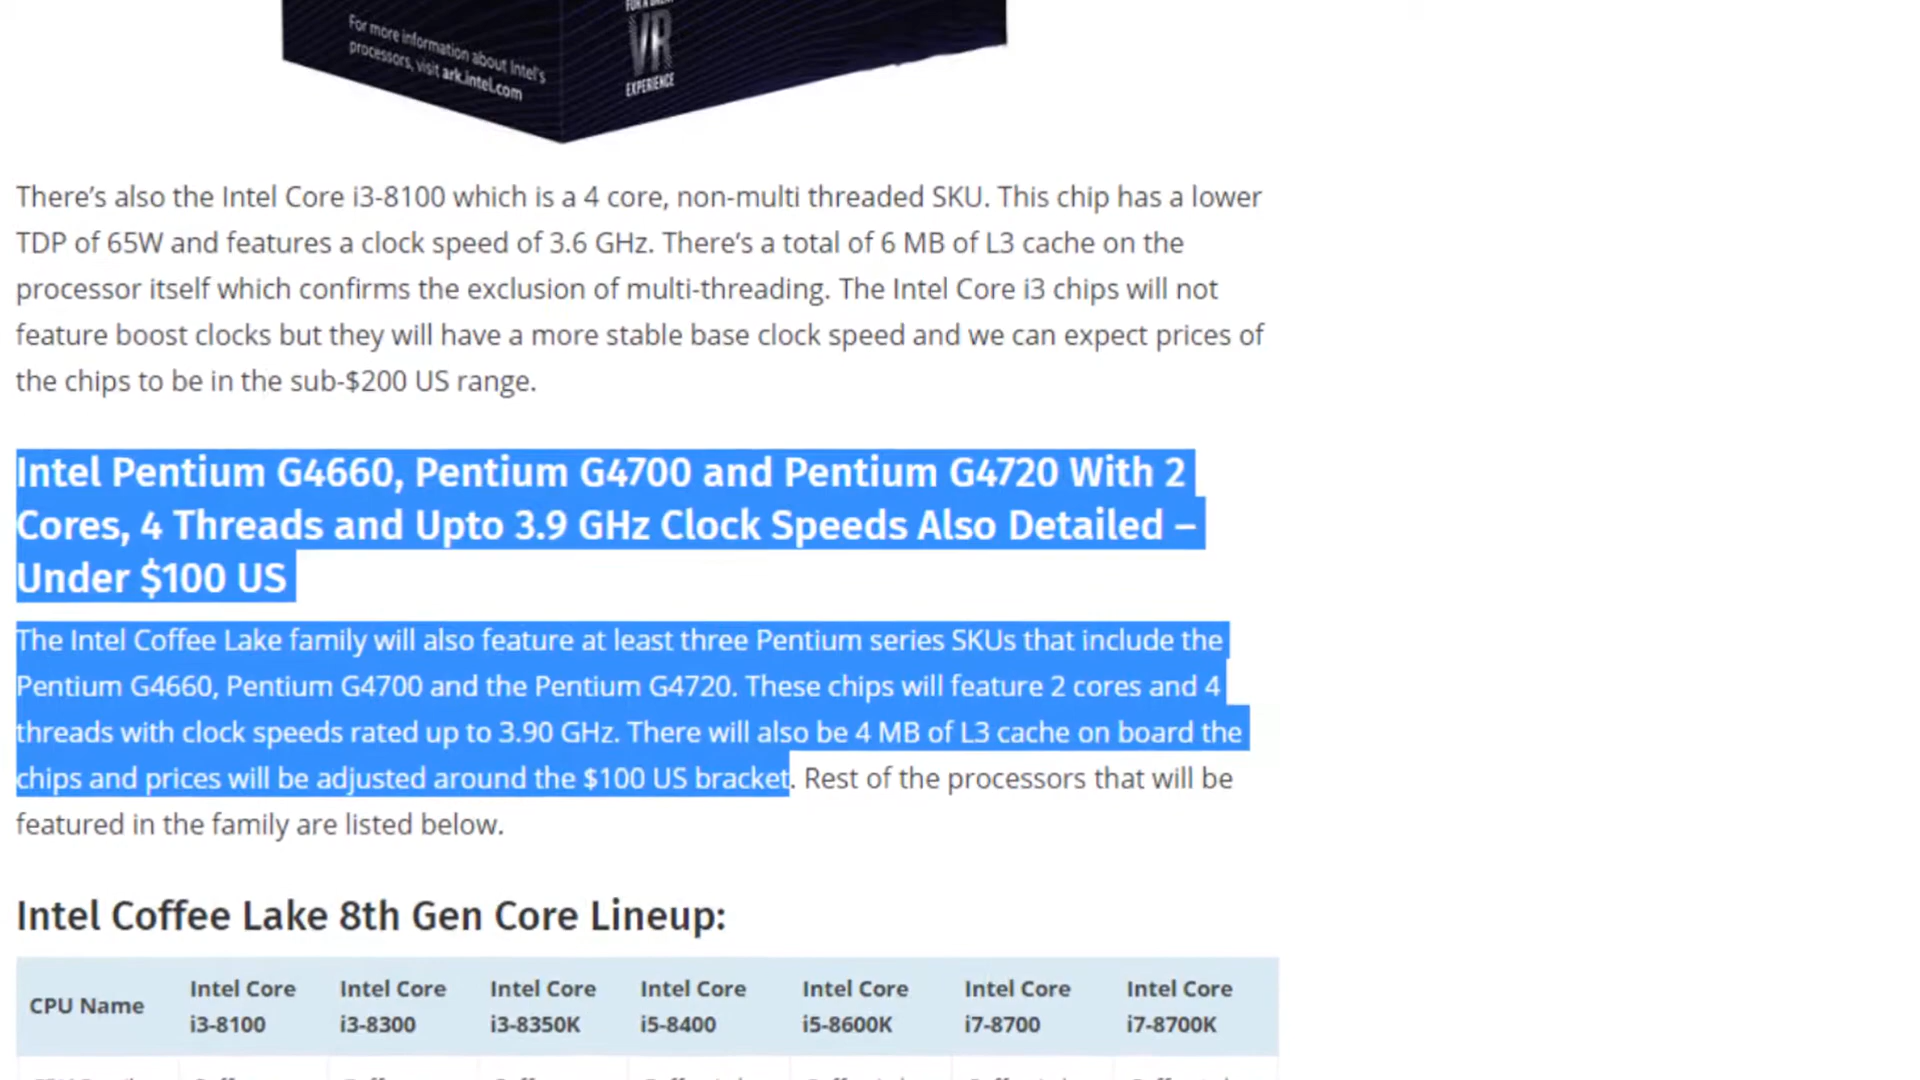 FOR A GREAT
VR
EXPERIENCE
For more information about Intel's
processors, visit ark.intel.com
There's also the Intel Core i3-8100 which is a 4 core, non-multi threaded SKU. This chip has a lower
TDP of 65W and features a clock speed of 3.6 GHz. There's a total of 6 MB of L3 cache on the
processor itself which confirms the exclusion of multi-threading. The Intel Core i3 chips will not
feature boost clocks but they will have a more stable base clock speed and we can expect prices of
the chips to be in the sub-$200 US range.
Intel Pentium G4660, Pentium G4700 and Pentium G4720 With 2
Cores, 4 Threads and Upto 3.9 GHz Clock Speeds Also Detailed –
Under $100 US
The Intel Coffee Lake family will also feature at least three Pentium series SKUs that include the
Pentium G4660, Pentium G4700 and the Pentium G4720. These chips will feature 2 cores and 4
threads with clock speeds rated up to 3.90 GHz. There will also be 4 MB of L3 cache on board the
chips and prices will be adjusted around the $100 US bracket. Rest of the processors that will be
featured in the family are listed below.
Intel Coffee Lake 8th Gen Core Lineup:
CPU Name Intel Core i3-8100 Intel Core i3-8300 Intel Core i3-8350K Intel Core i5-8400 Intel Core i5-8600K Intel Core i7-8700 Intel Core i7-8700K